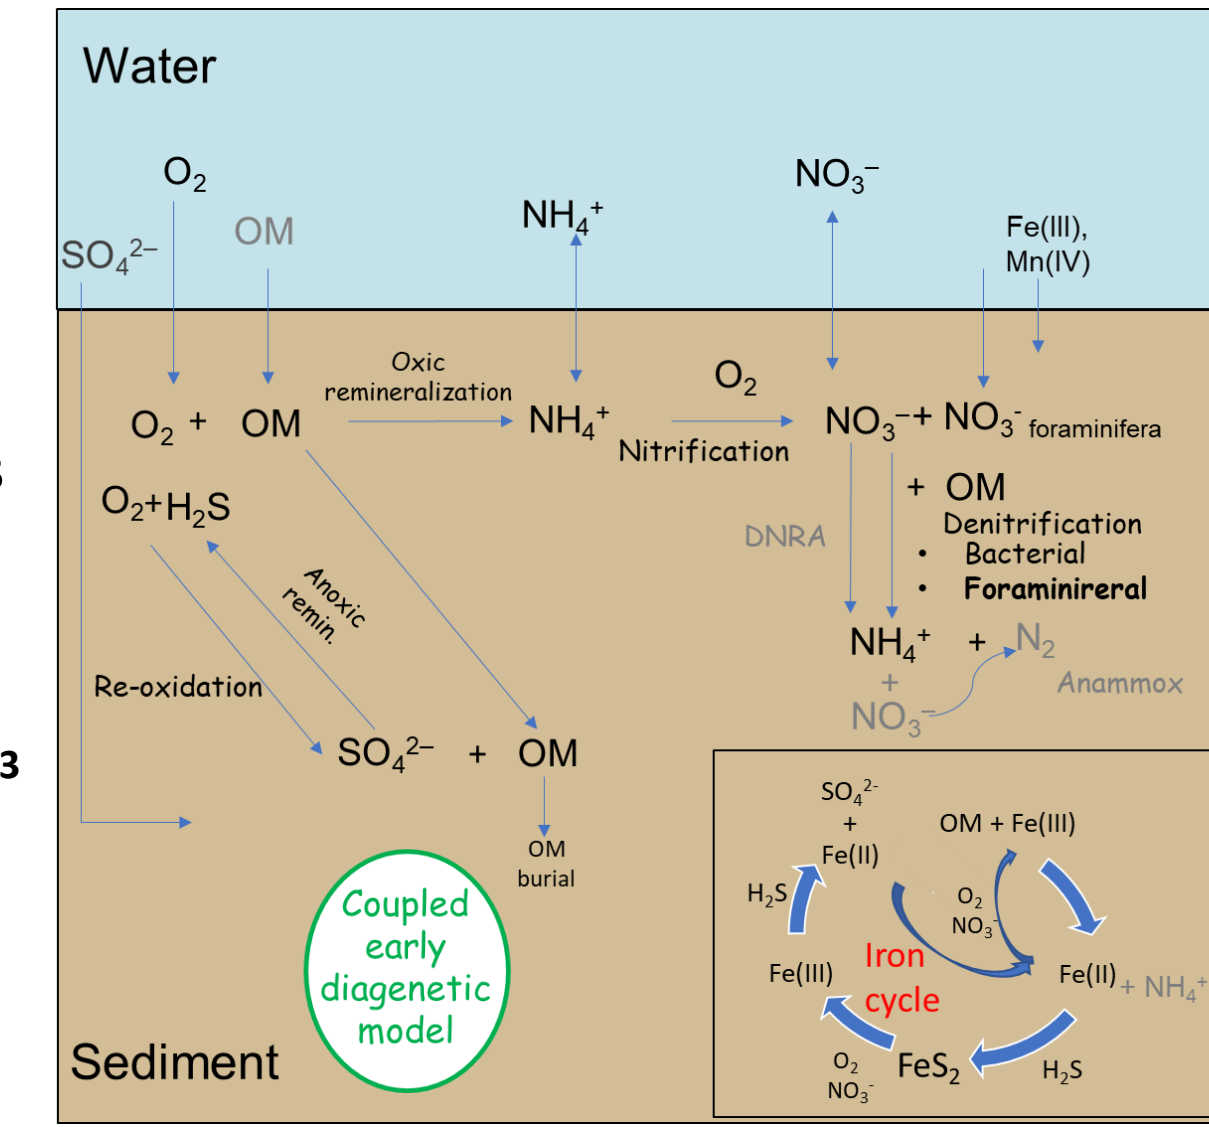 Water
O₂
NO₃⁻
OM
NH₄⁺
SO₄²⁻
Fe(III),
Mn(IV)
Oxic
remineralization
O₂
O₂ + OM
NH₄⁺
Nitrification
NO₃⁻ + NO₃⁻ foraminifera
O₂+H₂S
+ OM
DNRA
Denitrification
• Bacterial
• Foraminireral
Anoxic
remin.
NH₄⁺ + N₂
+
NO₃⁻
Anammox
Re-oxidation
SO₄²⁻ + OM
3
OM
burial
Coupled
early
diagenetic
model
Sediment
SO₄²⁻
+
Fe(II)
OM + Fe(III)
H₂S
O₂
NO₃⁻
Iron
cycle
Fe(III)
Fe(II) + NH₄⁺
O₂
NO₃⁻
FeS₂
H₂S